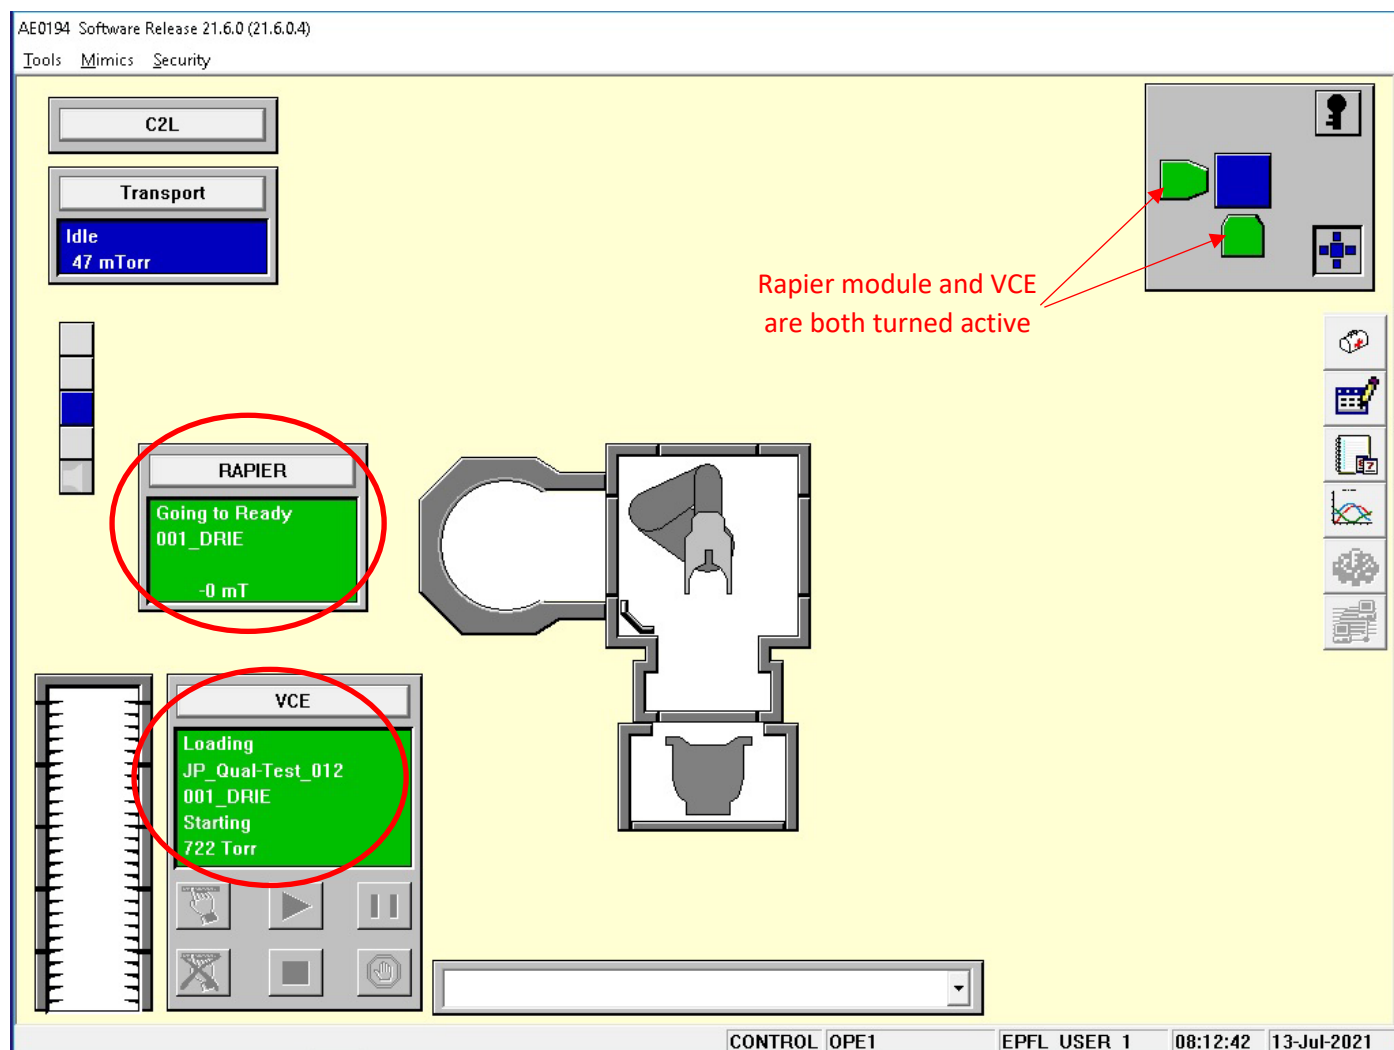 AE0194 Software Release 21.6.0 (21.6.0.4)
Tools Mimics Security
C2L
Transport
Idle
47 mTorr
Rapier module and VCE
are both turned active
RAPIER
Going to Ready
001_DRIE
-0 mT
VCE
Loading
JP_Qual-Test_012
001_DRIE
Starting
722 Torr
CONTROL OPE1 EPFL USER 1 08:12:42 13-Jul-2021